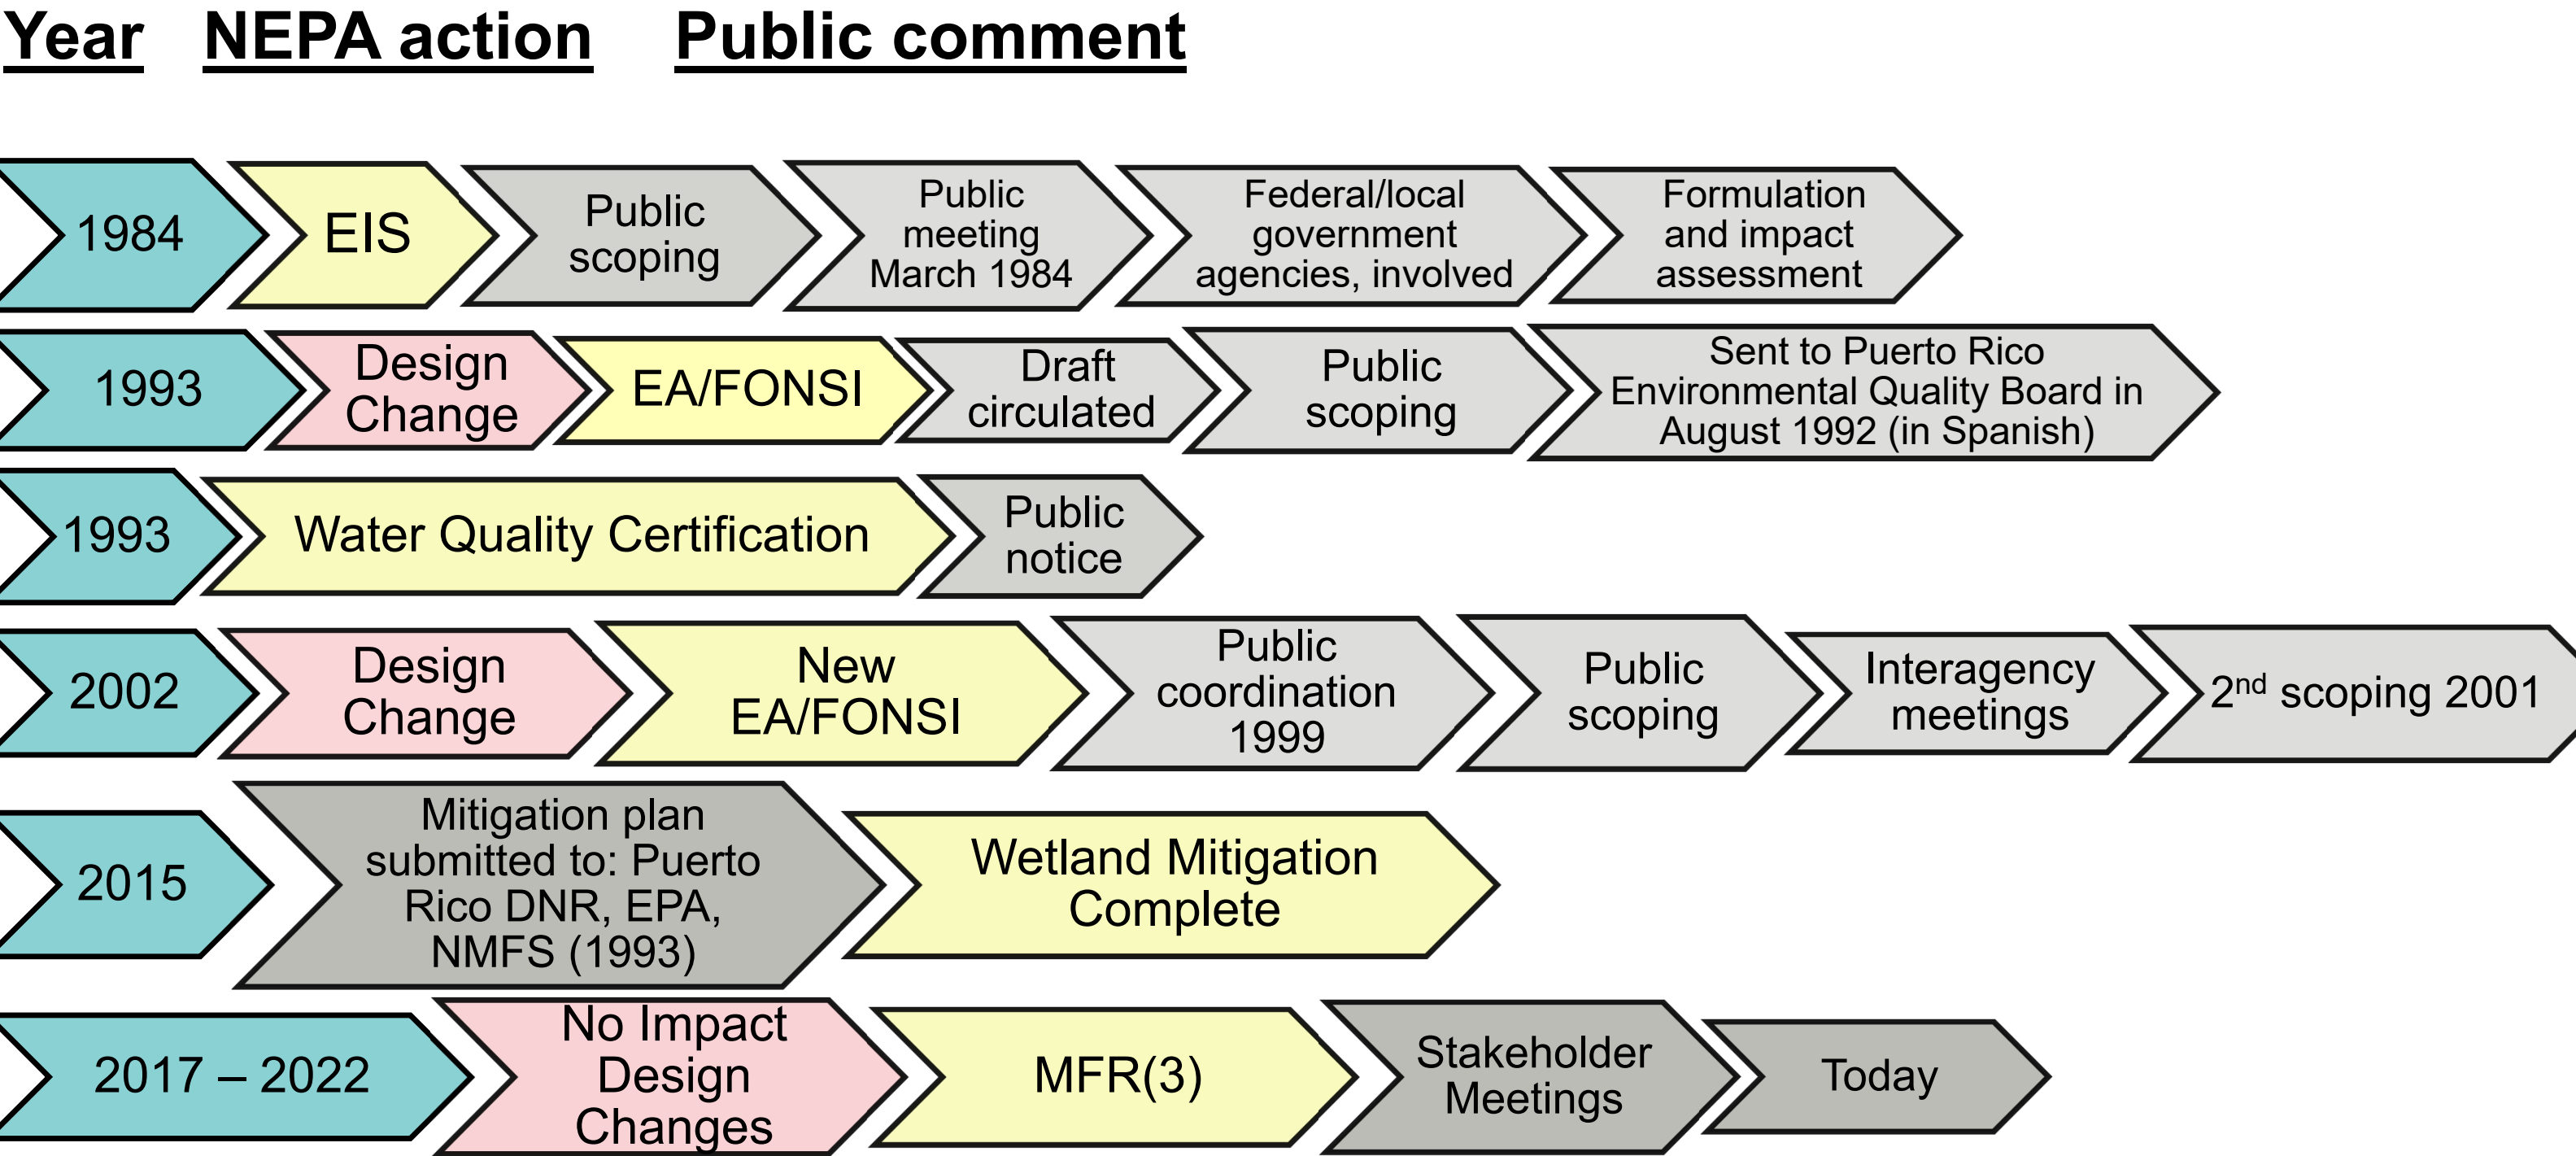 Year NEPA action Public comment
1984
EIS
Public
scoping
Public
meeting
March 1984
Federal/local
government
agencies, involved
Formulation
and impact
assessment
1993
Design
Change
EA/FONSI
Draft
circulated
Public
scoping
Sent to Puerto Rico
Environmental Quality Board in
August 1992 (in Spanish)
1993
Water Quality Certification
Public
notice
2002
Design
Change
New
EA/FONSI
Public
coordination
1999
Public
scoping
Interagency
meetings
2nd scoping 2001
2015
Mitigation plan
submitted to: Puerto
Rico DNR, EPA,
NMFS (1993)
Wetland Mitigation
Complete
2017 – 2022
No Impact
Design
Changes
MFR(3)
Stakeholder
Meetings
Today